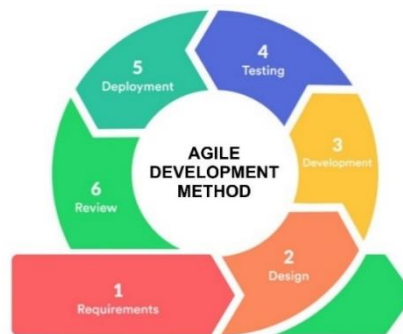 AGILE
DEVELOPMENT
METHOD
1
Requirements
2
Design
3
Development
4
Testing
5
Deployment
6
Review